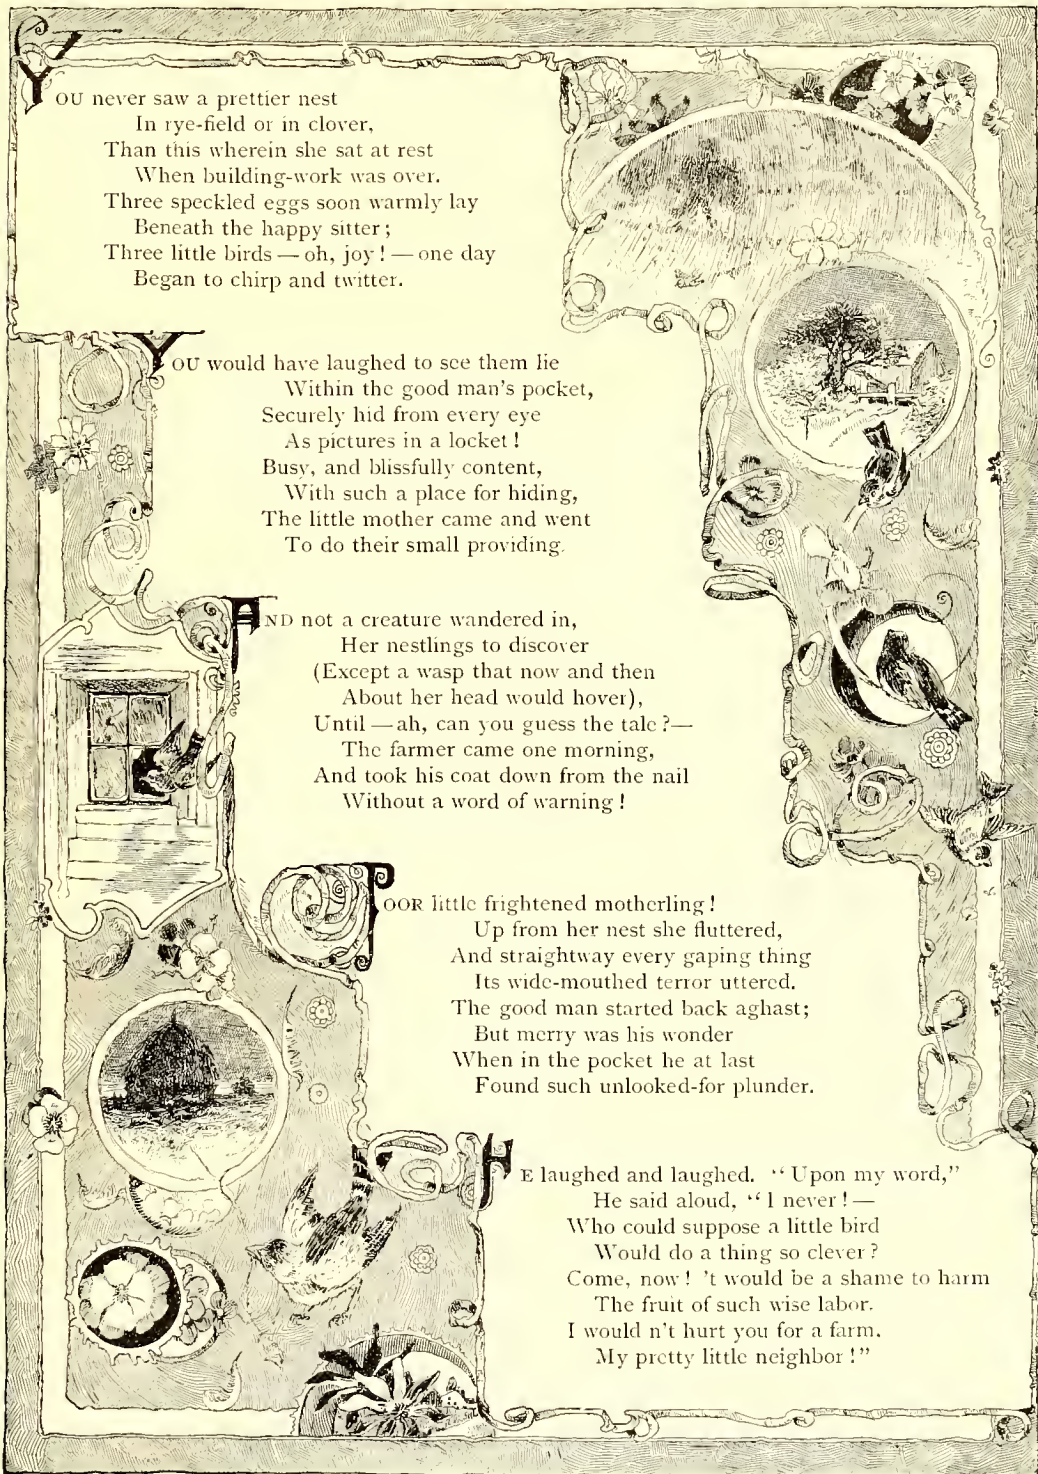 YOU never saw a prettier nest
In rye-field or in clover,
Than this wherein she sat at rest
When building-work was over.
Three speckled eggs soon warmly lay
Beneath the happy sitter;
Three little birds — oh, joy! — one day
Began to chirp and twitter.
YOU would have laughed to see them lie
Within the good man's pocket,
Securely hid from every eye
As pictures in a locket!
Busy, and blissfully content,
With such a place for hiding,
The little mother came and went
To do their small providing.
AND not a creature wandered in,
Her nestlings to discover
(Except a wasp that now and then
About her head would hover),
Until — ah, can you guess the tale?—
The farmer came one morning,
And took his coat down from the nail
Without a word of warning!
POOR little frightened motherling!
Up from her nest she fluttered,
And straightway every gaping thing
Its wide-mouthed terror uttered.
The good man started back aghast;
But merry was his wonder
When in the pocket he at last
Found such unlooked-for plunder.
HE laughed and laughed. "Upon my word,"
He said aloud, "I never! —
Who could suppose a little bird
Would do a thing so clever?
Come, now! 't would be a shame to harm
The fruit of such wise labor.
I would n't hurt you for a farm,
My pretty little neighbor!"